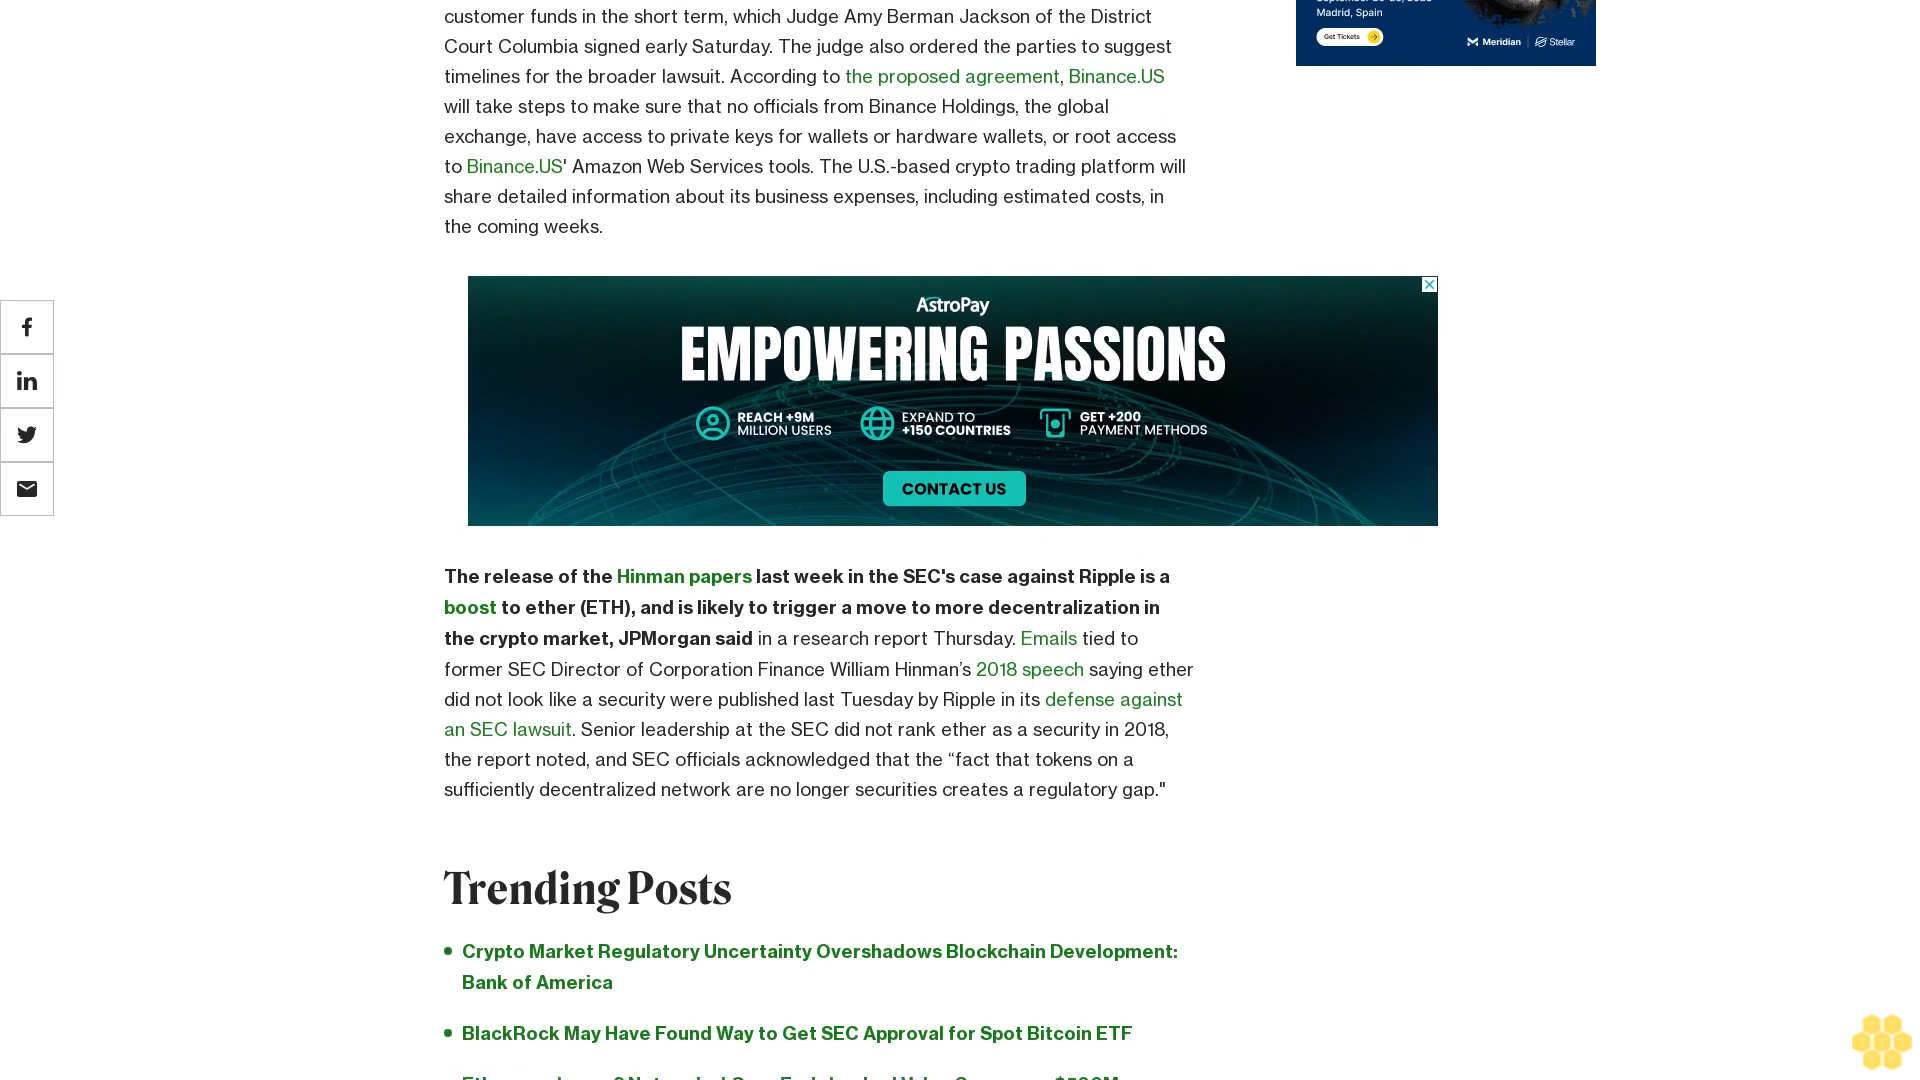 customer funds in the short term, which Judge Amy Berman Jackson of the District
Court Columbia signed early Saturday. The judge also ordered the parties to suggest
timelines for the broader lawsuit. According to the proposed agreement, Binance.US
will take steps to make sure that no officials from Binance Holdings, the global
exchange, have access to private keys for wallets or hardware wallets, or root access
to Binance.US' Amazon Web Services tools. The U.S.-based crypto trading platform will
share detailed information about its business expenses, including estimated costs, in
the coming weeks.
Madrid, Spain
Get Tickets
Meridian | Stellar
AstroPay
EMPOWERING PASSIONS
REACH +9M
MILLION USERS
EXPAND TO
+150 COUNTRIES
GET +200
PAYMENT METHODS
CONTACT US
The release of the Hinman papers last week in the SEC's case against Ripple is a
boost to ether (ETH), and is likely to trigger a move to more decentralization in
the crypto market, JPMorgan said in a research report Thursday. Emails tied to
former SEC Director of Corporation Finance William Hinman’s 2018 speech saying ether
did not look like a security were published last Tuesday by Ripple in its defense against
an SEC lawsuit. Senior leadership at the SEC did not rank ether as a security in 2018,
the report noted, and SEC officials acknowledged that the “fact that tokens on a
sufficiently decentralized network are no longer securities creates a regulatory gap."
Trending Posts
Crypto Market Regulatory Uncertainty Overshadows Blockchain Development:
Bank of America
BlackRock May Have Found Way to Get SEC Approval for Spot Bitcoin ETF